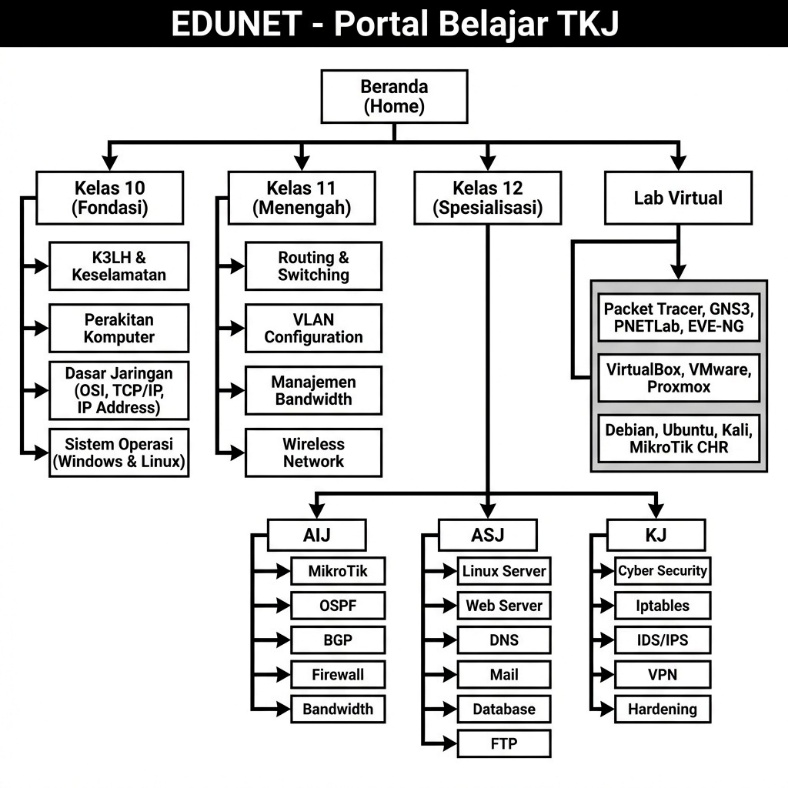 EDUNET - Portal Belajar TKJ
Beranda
(Home)
Kelas 10
(Fondasi)
K3LH &
Keselamatan
Perakitan
Komputer
Dasar Jaringan
(OSI, TCP/IP,
IP Address)
Sistem Operasi
(Windows & Linux)
Kelas 11
(Menengah)
Routing &
Switching
VLAN
Configuration
Manajemen
Bandwidth
Wireless
Network
Kelas 12
(Spesialisasi)
AIJ
MikroTik
OSPF
BGP
Firewall
Bandwidth
ASJ
Linux Server
Web Server
DNS
Mail
Database
FTP
KJ
Cyber Security
Iptables
IDS/IPS
VPN
Hardening
Lab Virtual
Packet Tracer, GNS3,
PNETLab, EVE-NG
VirtualBox, VMware,
Proxmox
Debian, Ubuntu, Kali,
MikroTik CHR